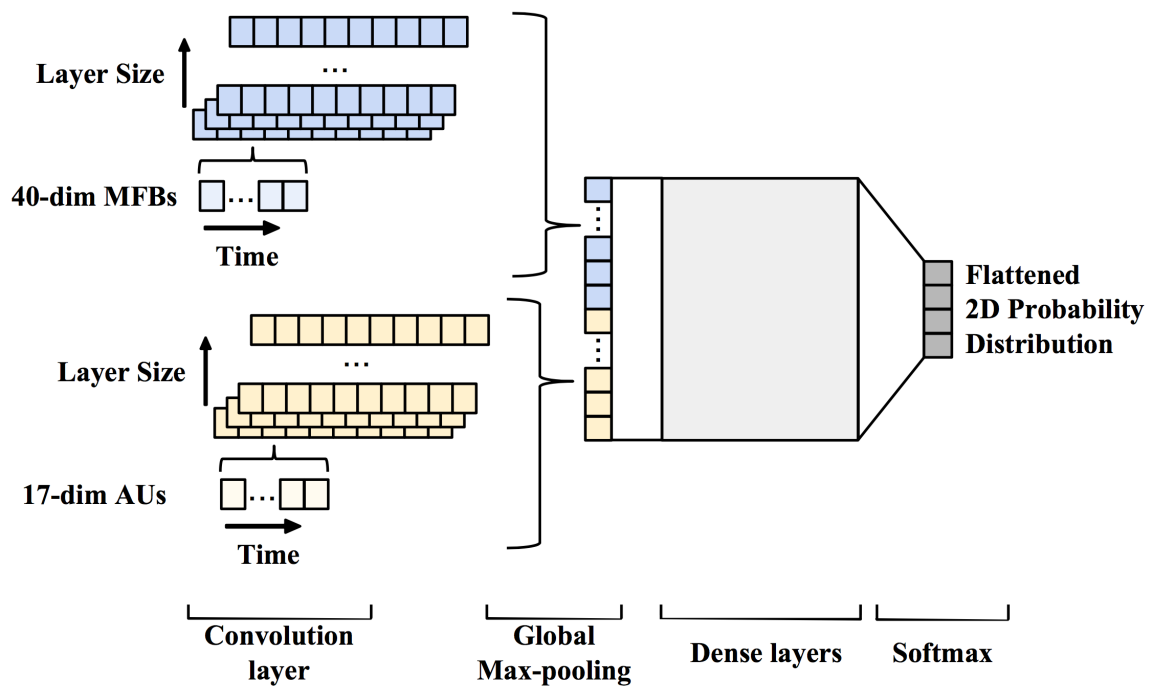 Layer Size
...
40-dim MFBs
...
Time
Layer Size
...
17-dim AUs
...
Time
Flattened
2D Probability
Distribution
Convolution
layer
Global
Max-pooling
Dense layers
Softmax